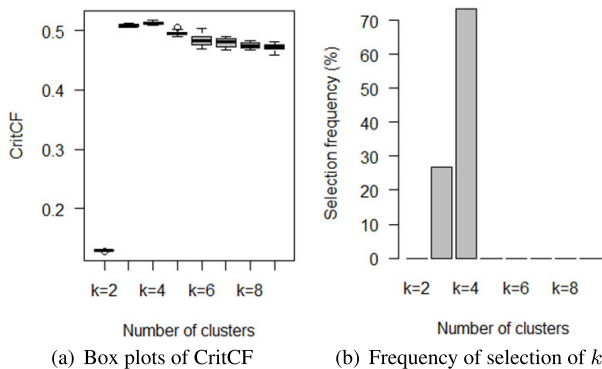 CritCF
0.5
0.4
0.3
0.2
k=2 k=4 k=6 k=8
Number of clusters
(a) Box plots of CritCF
Selection frequency (%)
70
60
50
40
30
20
10
0
k=2 k=4 k=6 k=8
Number of clusters
(b) Frequency of selection of k